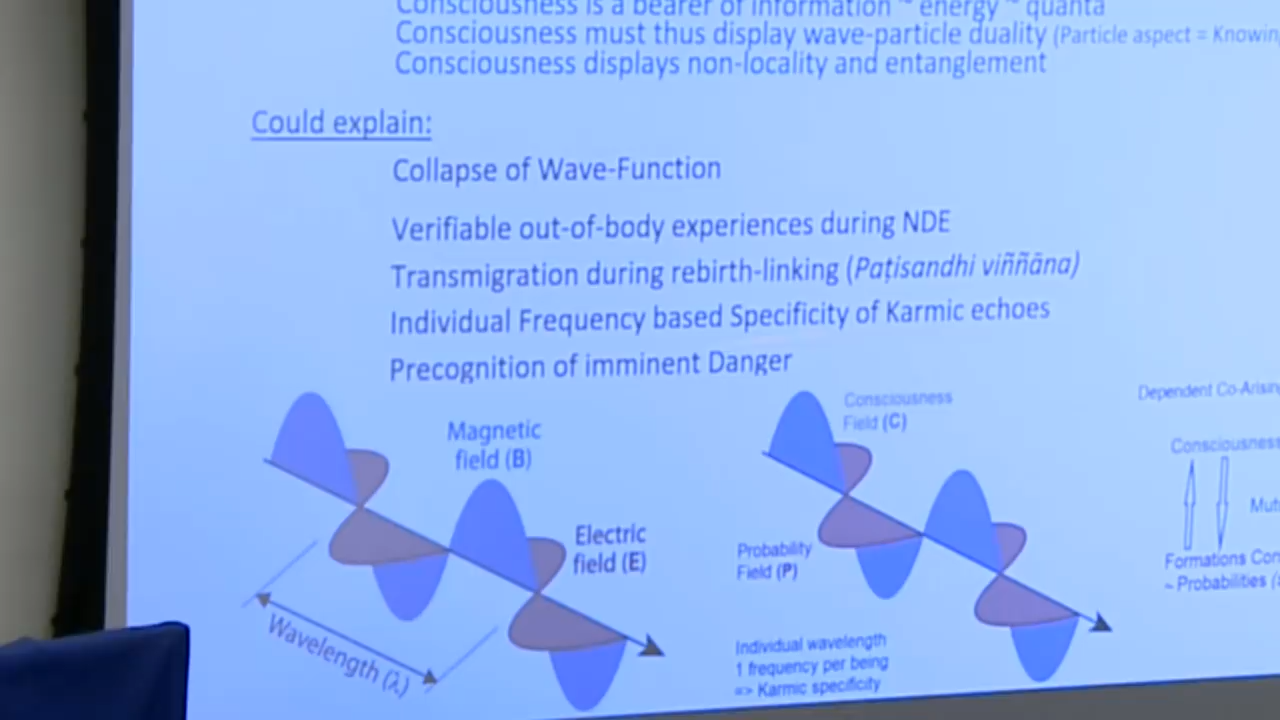 Consciousness is a bearer of information ~ energy ~ quanta
Consciousness must thus display wave-particle duality (Particle aspect = Knowin
Consciousness displays non-locality and entanglement
Could explain:
Collapse of Wave-Function
Verifiable out-of-body experiences during NDE
Transmigration during rebirth-linking (Paṭisandhi viññāna)
Individual Frequency based Specificity of Karmic echoes
Precognition of imminent Danger
Magnetic
field (B)
Electric
field (E)
Wavelength (λ)
Consciousness
Field (C)
Probability
Field (P)
Individual wavelength
1 frequency per being
=> Karmic specificity
Dependent Co-Arising
Consciousness
Mut
Formations Con
~ Probabilities (